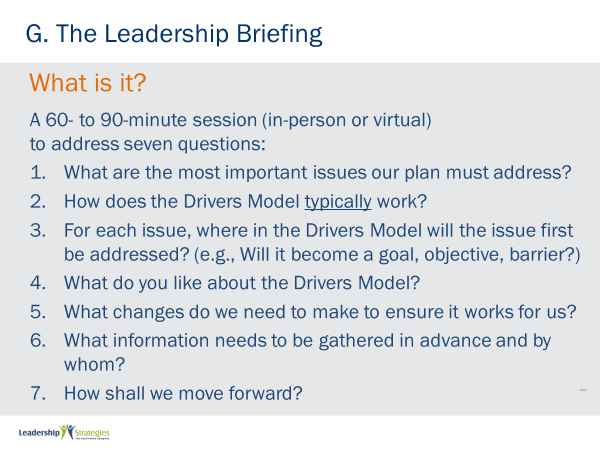 G. The Leadership Briefing
What is it?
A 60- to 90-minute session (in-person or virtual)
to address seven questions:
1. What are the most important issues our plan must address?
2. How does the Drivers Model typically work?
3. For each issue, where in the Drivers Model will the issue first
be addressed? (e.g., Will it become a goal, objective, barrier?)
4. What do you like about the Drivers Model?
5. What changes do we need to make to ensure it works for us?
6. What information needs to be gathered in advance and by
whom?
7. How shall we move forward?
Leadership Strategies
The Facilitation Company